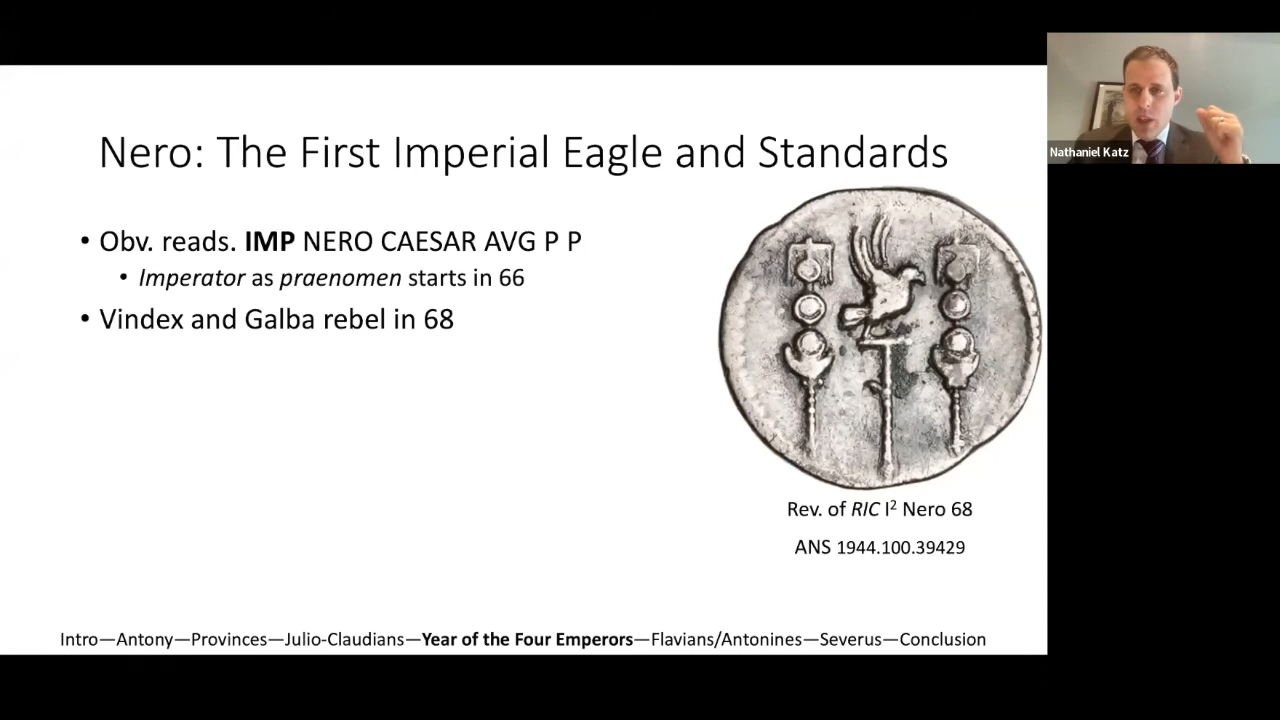 Nero: The First Imperial Eagle and Standards
• Obv. reads. IMP NERO CAESAR AVG P P
• Imperator as praenomen starts in 66
• Vindex and Galba rebel in 68
Rev. of RIC I² Nero 68
ANS 1944.100.39429
Intro—Antony—Provinces—Julio-Claudians—Year of the Four Emperors—Flavians/Antonines—Severus—Conclusion
Nathaniel Katz